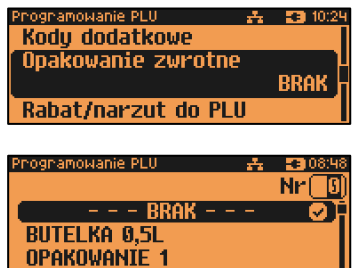 Programowanie PLU 10:24
Kody dodatkowe
Opakowanie zwrotne
BRAK
Rabat/narzut do PLU
Programowanie PLU 08:48
Nr 0
- - - BRAK - - -
BUTELKA 0,5L
OPAKOWANIE 1